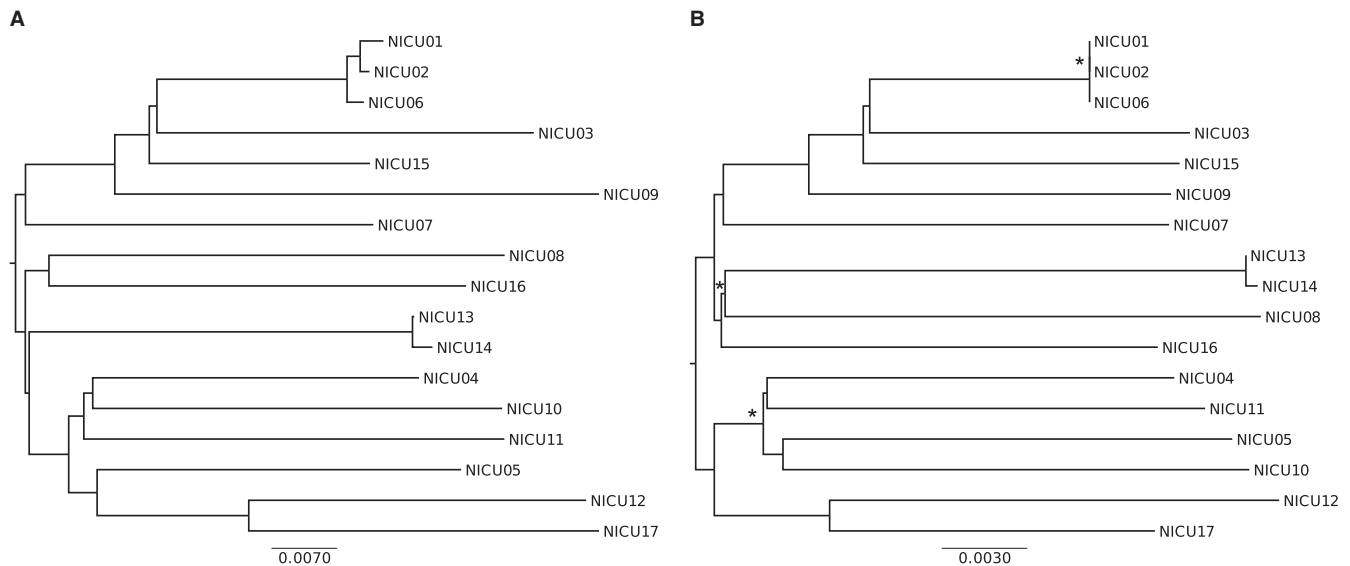 A
NICU01
NICU02
NICU06
NICU03
NICU15
NICU09
NICU07
NICU08
NICU16
NICU13
NICU14
NICU04
NICU10
NICU11
NICU05
NICU12
NICU17
0.0070
B
NICU01
*
NICU02
NICU06
NICU03
NICU15
NICU09
NICU07
NICU13
*
NICU14
NICU08
NICU16
NICU04
NICU11
*
NICU05
NICU10
NICU12
NICU17
0.0030